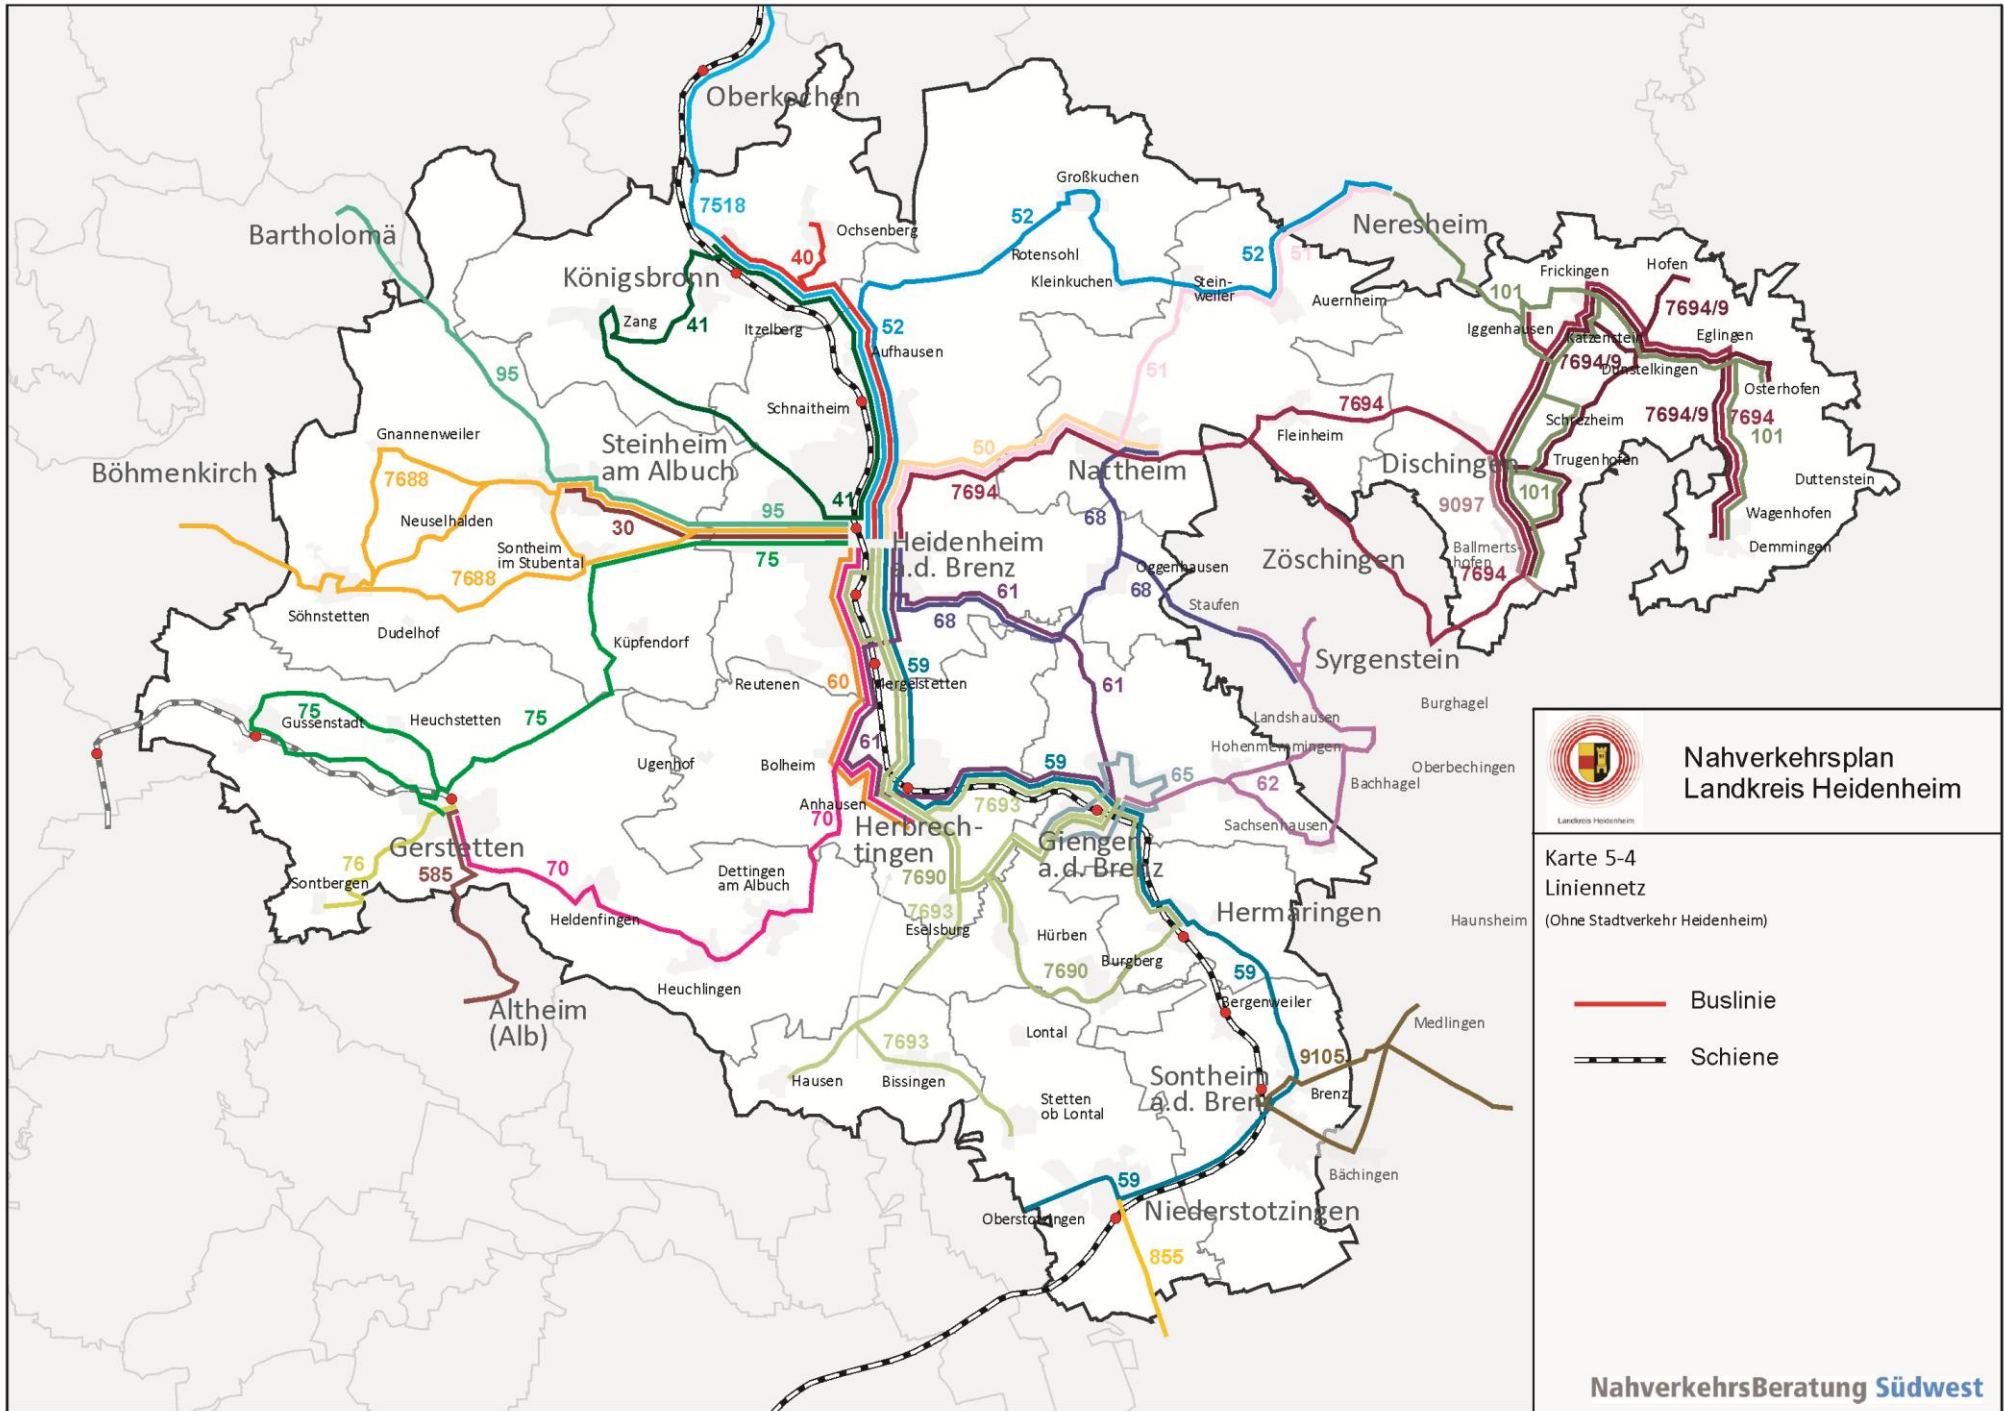 Oberkochen
Großkuchen
7518
Ochsenberg
52
Bartholomä
Neresheim
40
Rotensohl
52
51
Frickingen
Hofen
Königsbronn
Kleinkuchen
Stein-
weiler
Auernheim
101
7694/9
Zang
41
Itzelberg
52
Iggenhausen
Katzenstein
Eglingen
Aufhausen
95
51
7694/9
Dunstelkingen
Osterhofen
Schnaitheim
7694
Schrezheim
7694/9
7694
101
Gnannenweiler
Steinheim
am Albuch
50
Fleinheim
Böhmenkirch
7688
Nattheim
Dischingen
Trugenhofen
Duttenstein
41
7694
101
9097
Neuselhalden
95
30
68
Wagenhofen
Sontheim
im Stubental
75
Heidenheim
a.d. Brenz
Zöschingen
Ballmerts-
hofen
Demmingen
7688
Oggenhausen
7694
61
68
68
Staufen
Söhnstetten
Dudelhof
Küpfendorf
Syrgenstein
59
Reutenen
60
Mergelstetten
61
Burghagel
75
Gussenstadt
Heuchstetten
75
Landshausen
61
Hohenmemmingen
Ugenhof
Bolheim
59
65
Oberbechingen
62
Bachhagel
Anhausen
7693
70
Herbrech-
tingen
Giengen
a.d. Brenz
Sachsenhausen
Gerstetten
76
585
70
7690
Sontbergen
Dettingen
am Albuch
7693
Hermaringen
Haunsheim
Heldenfingen
Eselsburg
Hürben
Burgberg
7690
59
Heuchlingen
Bergenweiler
Altheim
(Alb)
Lontal
Medlingen
7693
9105
Hausen
Bissingen
Sontheim
a.d. Brenz
Brenz
Stetten
ob Lontal
Bächingen
59
Oberstotzingen
Niederstotzingen
855
Landkreis Heidenheim
Nahverkehrsplan
Landkreis Heidenheim
Karte 5-4
Liniennetz
(Ohne Stadtverkehr Heidenheim)
Buslinie
Schiene
NahverkehrsBeratung Südwest